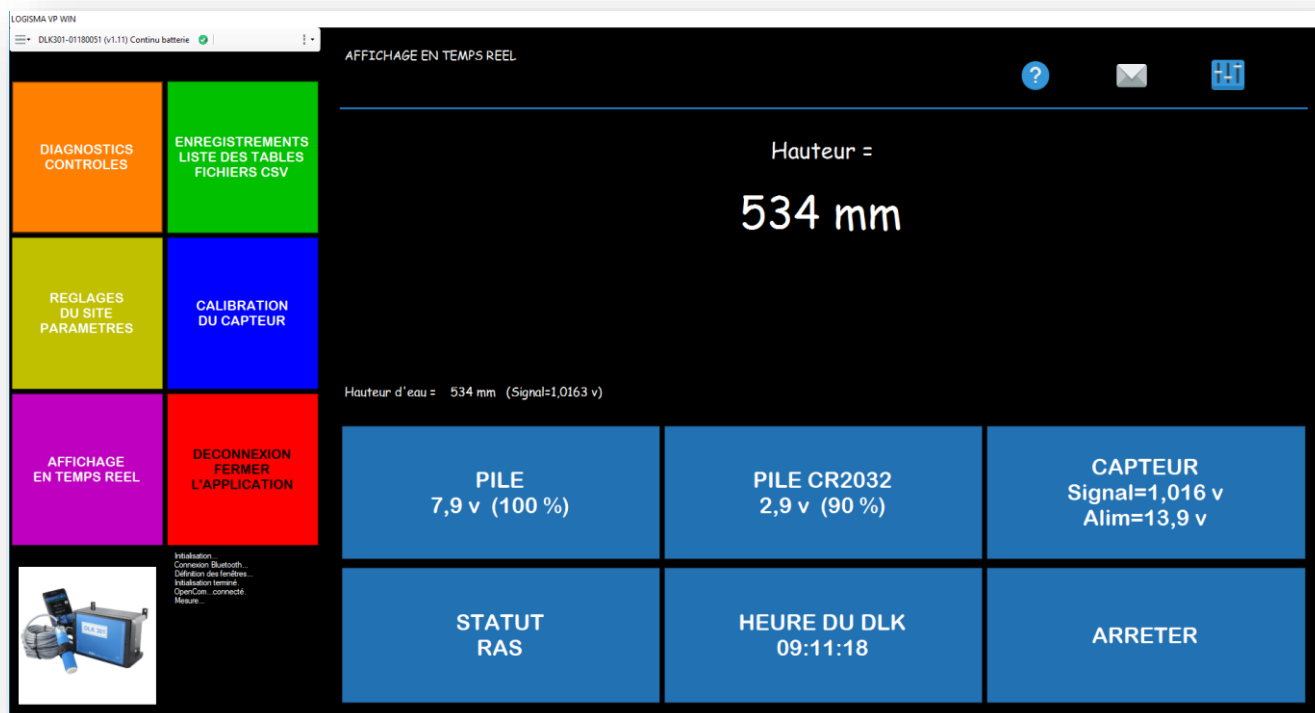 LOGISMA VP WIN
DLK301-01180051 (v1.11) Continu batterie
AFFICHAGE EN TEMPS REEL
?
DIAGNOSTICS
CONTROLES
ENREGISTREMENTS
LISTE DES TABLES
FICHIERS CSV
Hauteur =
534 mm
REGLAGES
DU SITE
PARAMETRES
CALIBRATION
DU CAPTEUR
Hauteur d'eau = 534 mm (Signal=1,0163 v)
AFFICHAGE
EN TEMPS REEL
DECONNEXION
FERMER
L'APPLICATION
PILE
7,9 v (100 %)
PILE CR2032
2,9 v (90 %)
CAPTEUR
Signal=1,016 v
Alim=13,9 v
Initialisation...
Connexion Bluetooth...
Définition des fenêtres...
Initialisation terminé.
OpenCom...connecté.
Mesure...
DLK 301
STATUT
RAS
HEURE DU DLK
09:11:18
ARRETER